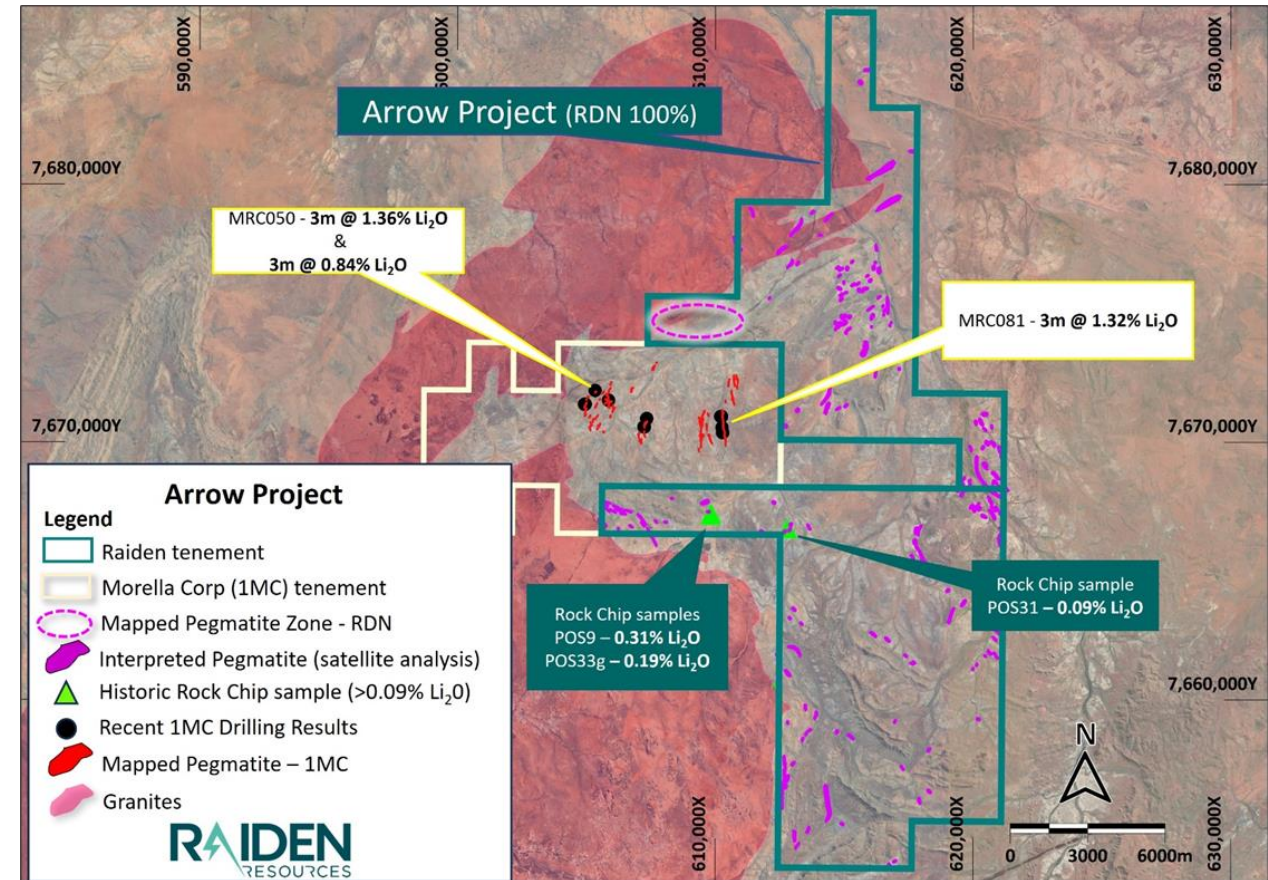 590,000X
600,000X
610,000X
620,000X
630,000X
Arrow Project (RDN 100%)
7,680,000Y
7,680,000Y
MRC050 - 3m @ 1.36% Li₂O
&
3m @ 0.84% Li₂O
MRC081 - 3m @ 1.32% Li₂O
7,670,000Y
7,670,000Y
Arrow Project
Legend
Raiden tenement
Morella Corp (1MC) tenement
Mapped Pegmatite Zone - RDN
Interpreted Pegmatite (satellite analysis)
Historic Rock Chip sample (>0.09% Li₂0)
Recent 1MC Drilling Results
Mapped Pegmatite – 1MC
Granites
RAIDEN
RESOURCES
Rock Chip samples
POS9 – 0.31% Li₂O
POS33g – 0.19% Li₂O
Rock Chip sample
POS31 – 0.09% Li₂O
7,660,000Y
N
0 3000 6000m
610,000X
620,000X
630,000X